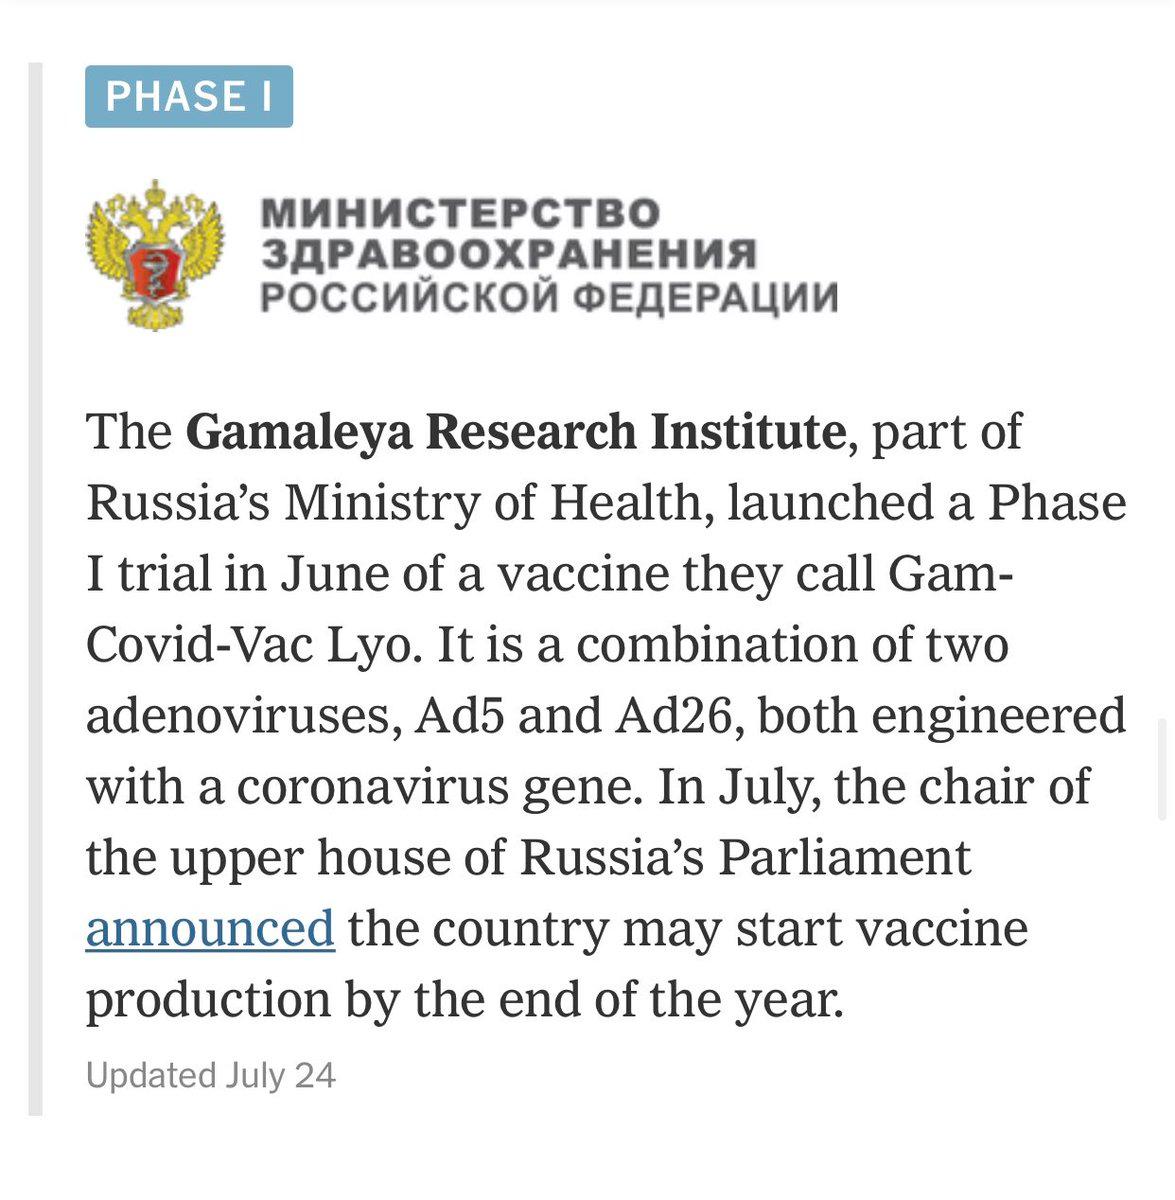 PHASE I
МИНИСТЕРСТВО
ЗДРАВООХРАНЕНИЯ
РОССИЙСКОЙ ФЕДЕРАЦИИ
The Gamaleya Research Institute, part of
Russia’s Ministry of Health, launched a Phase
I trial in June of a vaccine they call Gam-
Covid-Vac Lyo. It is a combination of two
adenoviruses, Ad5 and Ad26, both engineered
with a coronavirus gene. In July, the chair of
the upper house of Russia’s Parliament
announced the country may start vaccine
production by the end of the year.
Updated July 24